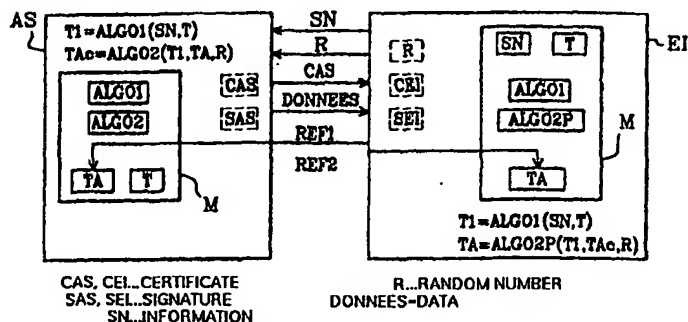 AS
T1=ALGO1(SN,T)
TAc=ALGO2(T1,TA,R)
ALGO1
ALGO2
TA
T
M
CAS
SAS
SN
R
CAS
DONNEES
REF1
REF2
R
CEI
SEI
SN
T
ALGO1
ALGO2P
TA
EI
M
T1=ALGO1(SN,T)
TA=ALGO2P(T1,TAc,R)
CAS, CEI...CERTIFICATE
SAS, SEI...SIGNATURE
SN...INFORMATION
R...RANDOM NUMBER
DONNEES=DATA